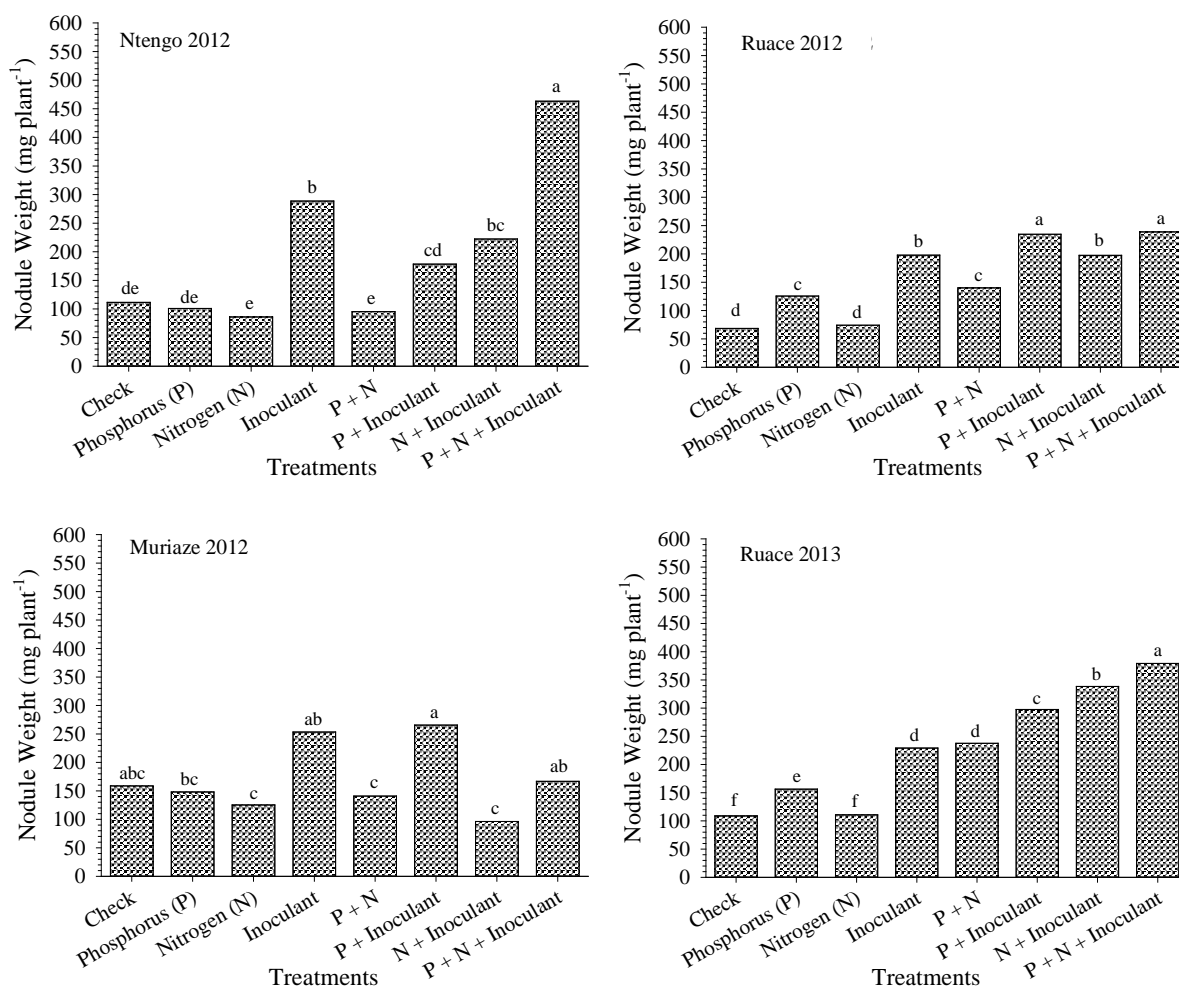 Ntengo 2012
Nodule Weight (mg plant⁻¹)
600
550
500
450
400
350
300
250
200
150
100
50
0
de
de
e
b
e
cd
bc
a
Check
Phosphorus (P)
Nitrogen (N)
Inoculant
P + N
P + Inoculant
N + Inoculant
P + N + Inoculant
Treatments
Ruace 2012
Nodule Weight (mg plant⁻¹)
600
550
500
450
400
350
300
250
200
150
100
50
0
d
c
d
b
c
a
b
a
Check
Phosphorus (P)
Nitrogen (N)
Inoculant
P + N
P + Inoculant
N + Inoculant
P + N + Inoculant
Treatments
Muriaze 2012
Nodule Weight (mg plant⁻¹)
600
550
500
450
400
350
300
250
200
150
100
50
0
abc
bc
c
ab
c
a
c
ab
Check
Phosphorus (P)
Nitrogen (N)
Inoculant
P + N
P + Inoculant
N + Inoculant
P + N + Inoculant
Treatments
Ruace 2013
Nodule Weight (mg plant⁻¹)
600
550
500
450
400
350
300
250
200
150
100
50
0
f
e
f
d
d
c
b
a
Check
Phosphorus (P)
Nitrogen (N)
Inoculant
P + N
P + Inoculant
N + Inoculant
P + N + Inoculant
Treatments